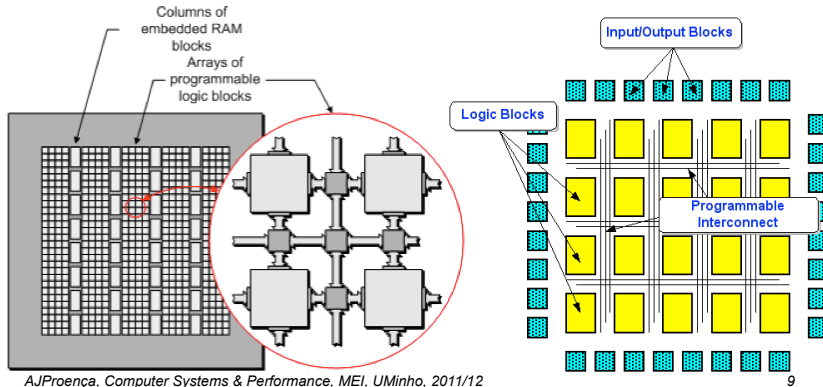 Columns of
embedded RAM
blocks
Arrays of
programmable
logic blocks
Input/Output Blocks
Logic Blocks
Programmable
Interconnect
AJProença, Computer Systems & Performance, MEI, UMinho, 2011/12
9